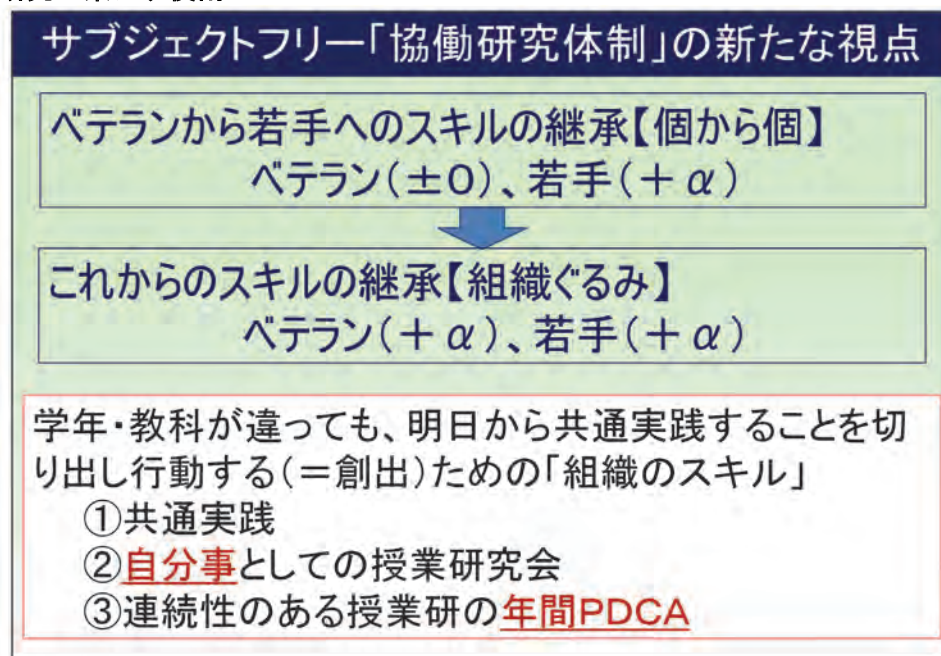 サブジェクトフリー「協働研究体制」の新たな視点
ベテランから若手へのスキルの継承【個から個】
ベテラン(±0)、若手(+α)
これからのスキルの継承【組織ぐるみ】
ベテラン(+α)、若手(+α)
学年・教科が違っても、明日から共通実践することを切
り出し行動する(=創出)ための「組織のスキル」
①共通実践
②自分事としての授業研究会
③連続性のある授業研の年間PDCA